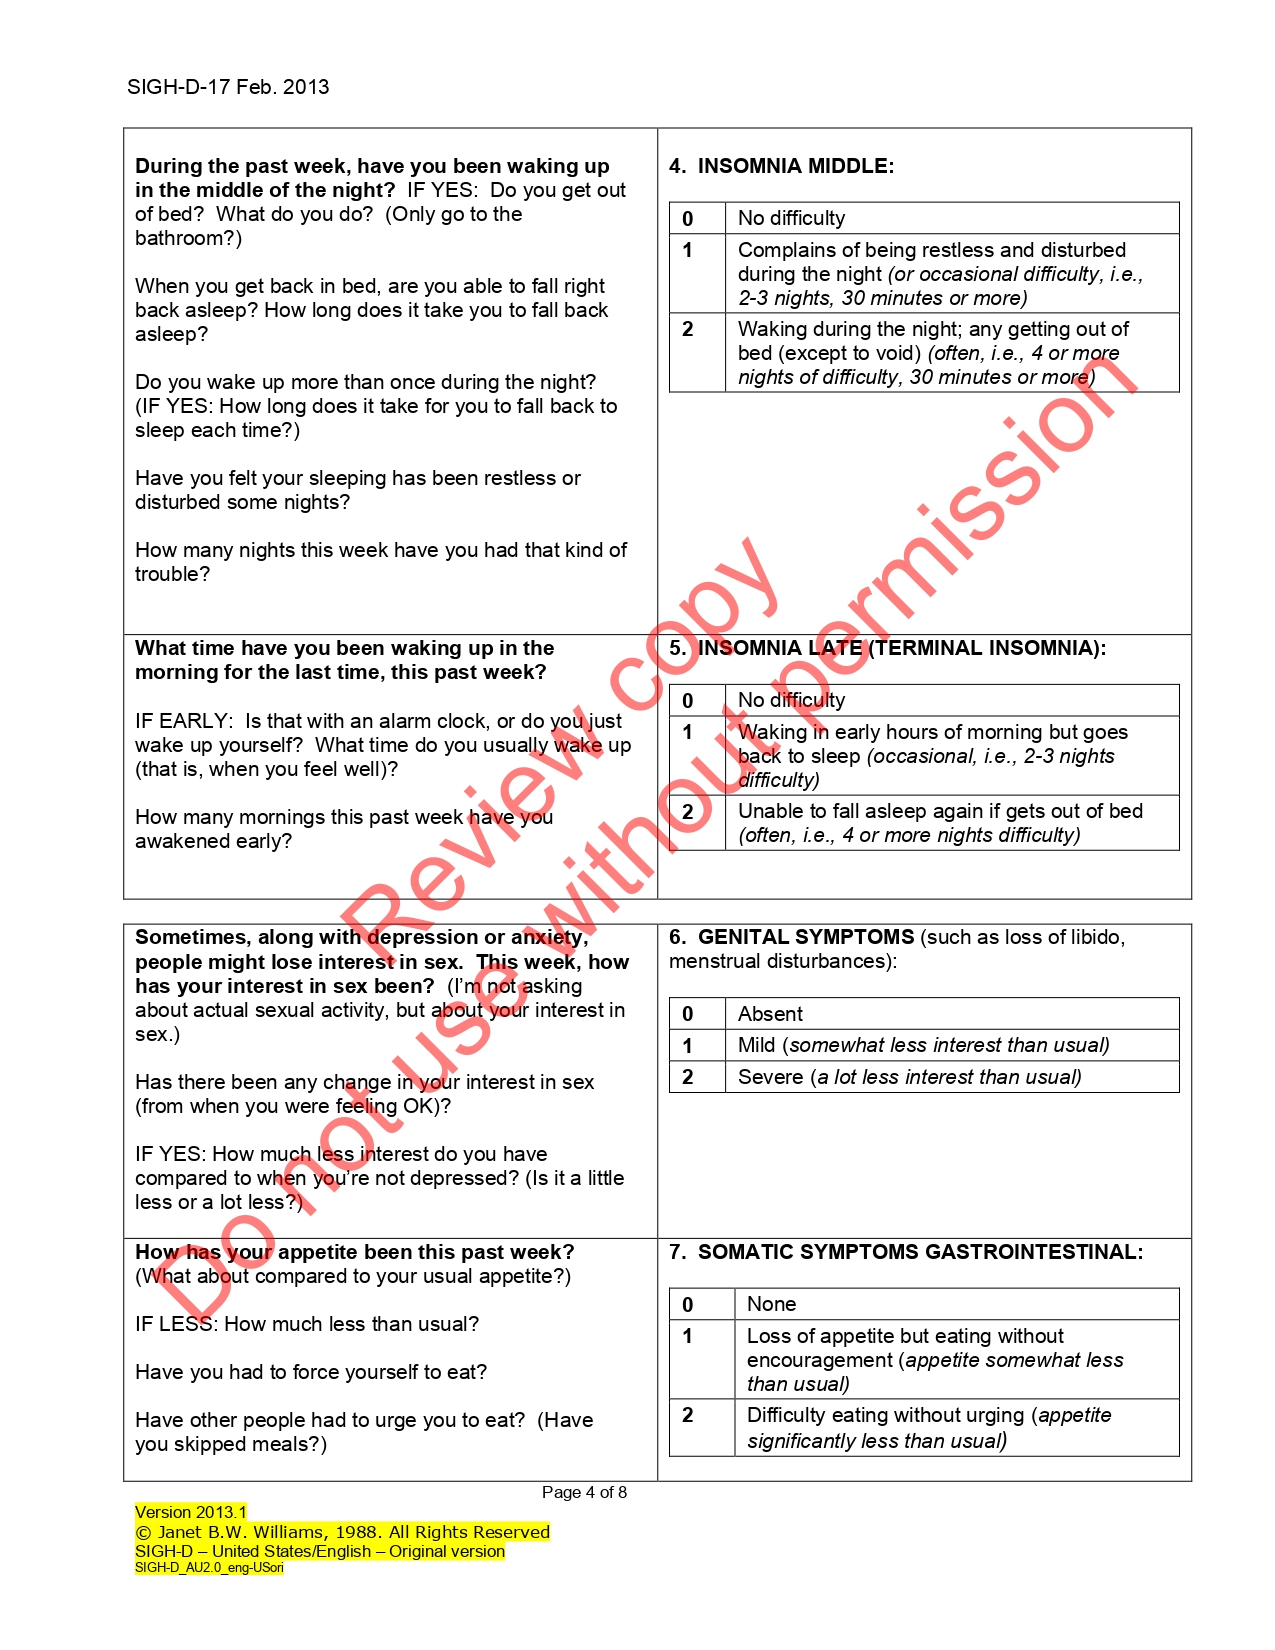 SIGH-D-17 Feb. 2013
During the past week, have you been waking up
in the middle of the night?  IF YES:  Do you get out
of bed?  What do you do?  (Only go to the
bathroom?)
When you get back in bed, are you able to fall right
back asleep? How long does it take you to fall back
asleep?
Do you wake up more than once during the night?
(IF YES: How long does it take for you to fall back to
sleep each time?)
Have you felt your sleeping has been restless or
disturbed some nights?
How many nights this week have you had that kind of
trouble?
4.  INSOMNIA MIDDLE:
0 No difficulty
1 Complains of being restless and disturbed
during the night (or occasional difficulty, i.e.,
2-3 nights, 30 minutes or more)
2 Waking during the night; any getting out of
bed (except to void) (often, i.e., 4 or more
nights of difficulty, 30 minutes or more)
What time have you been waking up in the
morning for the last time, this past week?
IF EARLY:  Is that with an alarm clock, or do you just
wake up yourself?  What time do you usually wake up
(that is, when you feel well)?
How many mornings this past week have you
awakened early?
5.  INSOMNIA LATE (TERMINAL INSOMNIA):
0 No difficulty
1 Waking in early hours of morning but goes
back to sleep (occasional, i.e., 2-3 nights
difficulty)
2 Unable to fall asleep again if gets out of bed
(often, i.e., 4 or more nights difficulty)
Sometimes, along with depression or anxiety,
people might lose interest in sex.  This week, how
has your interest in sex been?  (I'm not asking
about actual sexual activity, but about your interest in
sex.)
Has there been any change in your interest in sex
(from when you were feeling OK)?
IF YES: How much less interest do you have
compared to when you're not depressed? (Is it a little
less or a lot less?)
6.  GENITAL SYMPTOMS (such as loss of libido,
menstrual disturbances):
0 Absent
1 Mild (somewhat less interest than usual)
2 Severe (a lot less interest than usual)
How has your appetite been this past week?
(What about compared to your usual appetite?)
IF LESS: How much less than usual?
Have you had to force yourself to eat?
Have other people had to urge you to eat?  (Have
you skipped meals?)
7.  SOMATIC SYMPTOMS GASTROINTESTINAL:
0 None
1 Loss of appetite but eating without
encouragement (appetite somewhat less
than usual)
2 Difficulty eating without urging (appetite
significantly less than usual)
Review copy
Do not use without permission
Page 4 of 8
Version 2013.1
© Janet B.W. Williams, 1988. All Rights Reserved
SIGH-D – United States/English – Original version
SIGH-D_AU2.0_eng-USori